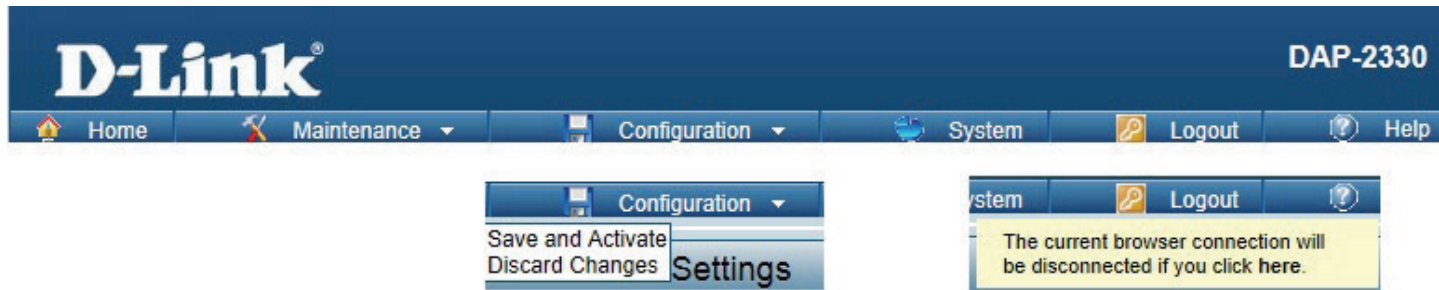 D-Link®
DAP-2330
Home Maintenance Configuration System Logout Help
Configuration
Save and Activate
Discard Changes
Settings
ystem Logout
The current browser connection will
be disconnected if you click here.